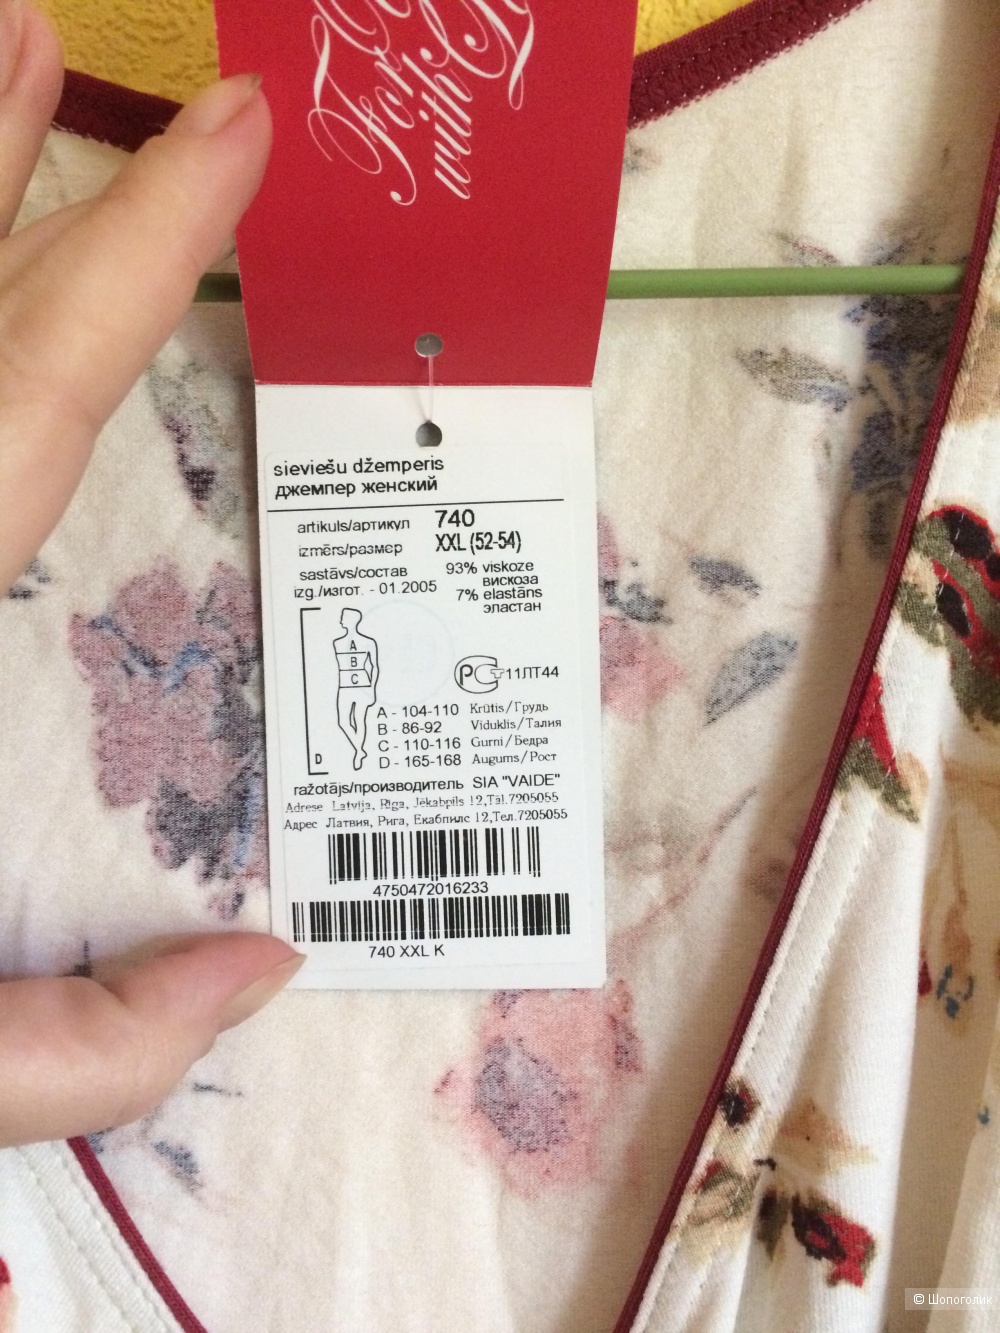 For
with
sieviešu džemperis
джемпер женский
artikuls/артикул 740
izmērs/размер XXL (52-54)
sastāvs/состав 93% viskoze
вискоза
izg./изгот. - 01.2005 7% elastāns
эластан
A
B
C
D
РСТ 11ЛТ44
A - 104-110 Krūtis/Грудь
B - 86-92 Viduklis/Талия
C - 110-116 Gurni/Бедра
D - 165-168 Augums/Рост
ražotājs/производитель SIA "VAIDE"
Adrese Latvija, Rīga, Jēkabpils 12,Tāl.7205055
Адрес Латвия, Рига, Екабпилс 12,Тел.7205055
4750472016233
740 XXL K
© Шопоголик